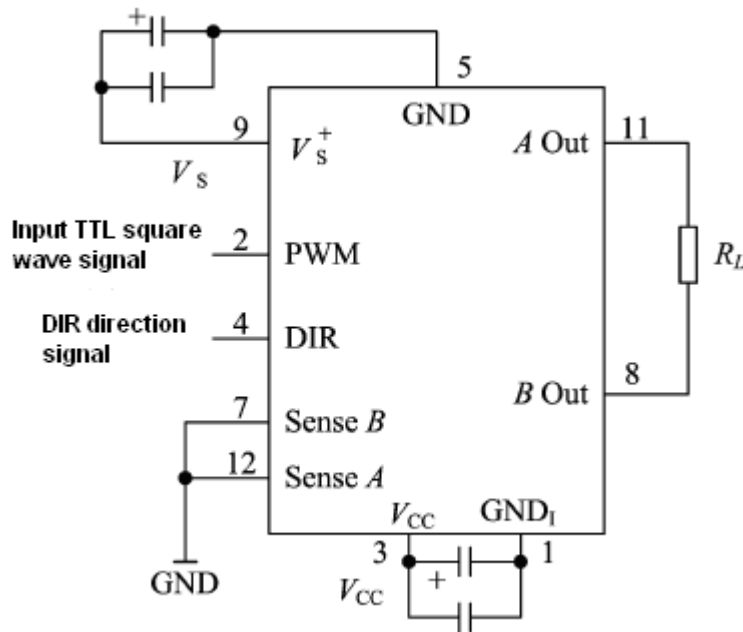 +
5
GND
9
V_S^+
A Out
11
V_S
Input TTL square
wave signal
2
PWM
R_L
DIR direction
signal
4
DIR
8
B Out
7
Sense B
12
Sense A
V_CC
GND_I
3
1
GND
V_CC
+